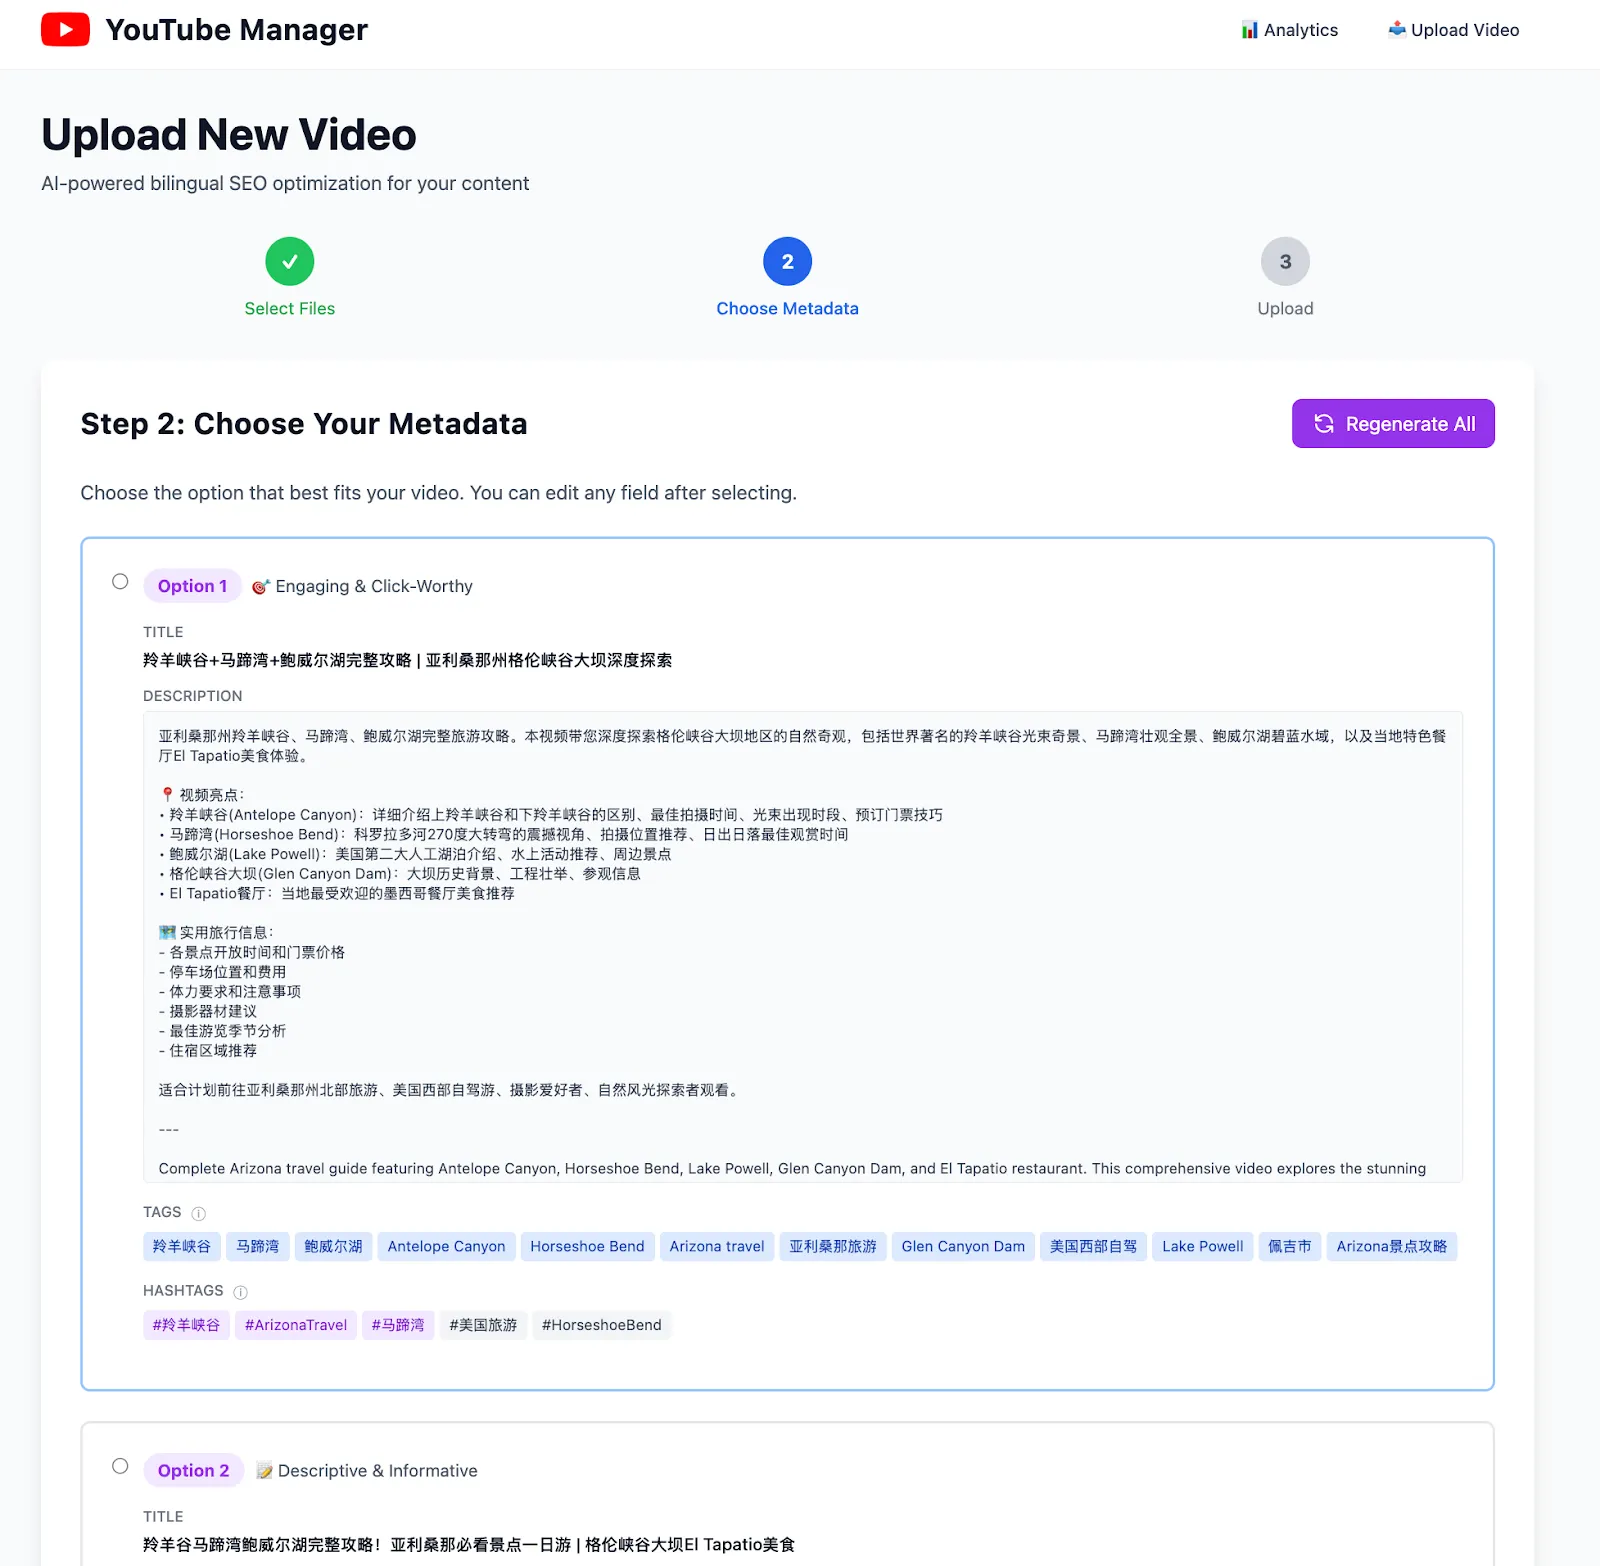 YouTube Manager
📊 Analytics
📤 Upload Video
Upload New Video
AI-powered bilingual SEO optimization for your content
2
3
Select Files
Choose Metadata
Upload
Step 2: Choose Your Metadata
Regenerate All
Choose the option that best fits your video. You can edit any field after selecting.
Option 1 🎯 Engaging & Click-Worthy
TITLE
羚羊峡谷+马蹄湾+鲍威尔湖完整攻略 | 亚利桑那州格伦峡谷大坝深度探索
DESCRIPTION
亚利桑那州羚羊峡谷、马蹄湾、鲍威尔湖完整旅游攻略。本视频带您深度探索格伦峡谷大坝地区的自然奇观，包括世界著名的羚羊峡谷光束奇景、马蹄湾壮观全景、鲍威尔湖碧蓝水域，以及当地特色餐
厅El Tapatio美食体验。
📍 视频亮点：
• 羚羊峡谷(Antelope Canyon)：详细介绍上羚羊峡谷和下羚羊峡谷的区别、最佳拍摄时间、光束出现时段、预订门票技巧
• 马蹄湾(Horseshoe Bend)：科罗拉多河270度大转弯的震撼视角、拍摄位置推荐、日出日落最佳观赏时间
• 鲍威尔湖(Lake Powell)：美国第二大人工湖泊介绍、水上活动推荐、周边景点
• 格伦峡谷大坝(Glen Canyon Dam)：大坝历史背景、工程壮举、参观信息
• El Tapatio餐厅：当地最受欢迎的墨西哥餐厅美食推荐
🗺️ 实用旅行信息：
- 各景点开放时间和门票价格
- 停车场位置和费用
- 体力要求和注意事项
- 摄影器材建议
- 最佳游览季节分析
- 住宿区域推荐
适合计划前往亚利桑那州北部旅游、美国西部自驾游、摄影爱好者、自然风光探索者观看。
---
Complete Arizona travel guide featuring Antelope Canyon, Horseshoe Bend, Lake Powell, Glen Canyon Dam, and El Tapatio restaurant. This comprehensive video explores the stunning
TAGS ⓘ
羚羊峡谷 马蹄湾 鲍威尔湖 Antelope Canyon Horseshoe Bend Arizona travel 亚利桑那旅游 Glen Canyon Dam 美国西部自驾 Lake Powell 佩吉市 Arizona景点攻略
HASHTAGS ⓘ
#羚羊峡谷 #ArizonaTravel #马蹄湾 #美国旅游 #HorseshoeBend
Option 2 📝 Descriptive & Informative
TITLE
羚羊谷马蹄湾鲍威尔湖完整攻略！亚利桑那必看景点一日游 | 格伦峡谷大坝El Tapatio美食